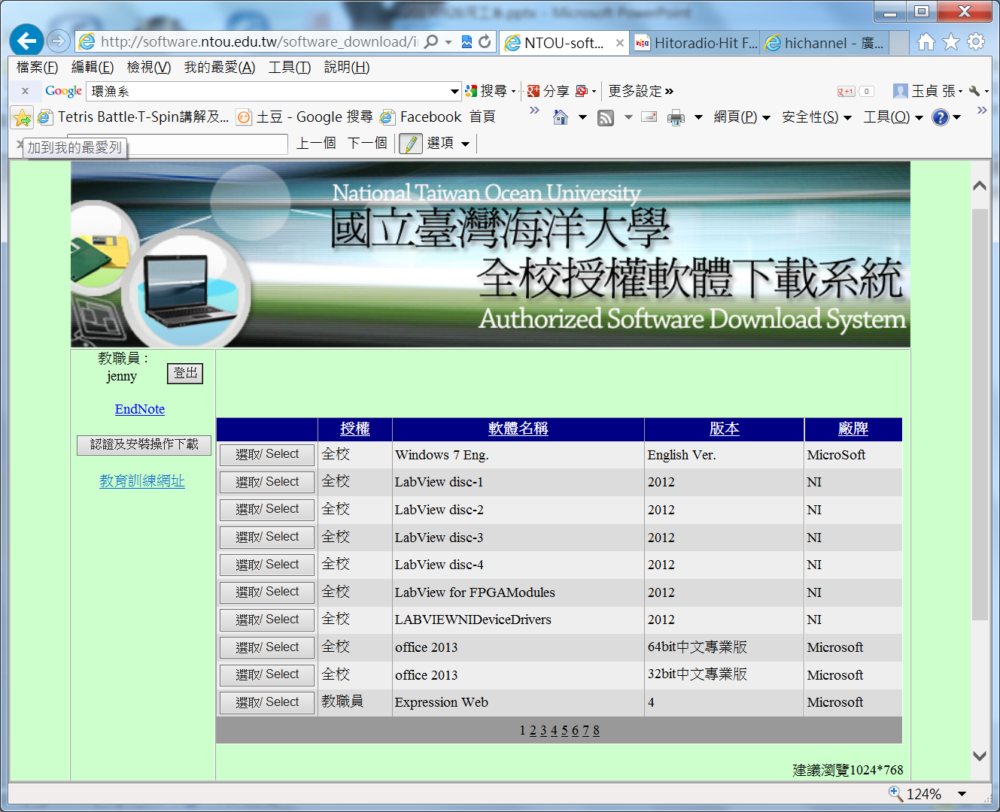 http://software.ntou.edu.tw/software_download/i
NTOU-soft...
Hitoradio‧Hit F...
hichannel - 廣...
檔案(F) 編輯(E) 檢視(V) 我的最愛(A) 工具(T) 說明(H)
x Google 環漁系 搜尋 分享 更多設定 » +1 0 玉貞 張
Tetris Battle‧T-Spin講解及... 土豆 - Google 搜尋 Facebook 首頁 » 網頁(P) 安全性(S) 工具(O) »
加到我的最愛列 上一個 下一個 選項
National Taiwan Ocean University
國立臺灣海洋大學
全校授權軟體下載系統
Authorized Software Download System
教職員 :
jenny 登出
EndNote
認證及安裝操作下載
教育訓練網址
授權 軟體名稱 版本 廠牌
選取/ Select 全校 Windows 7 Eng. English Ver. MicroSoft
選取/ Select 全校 LabView disc-1 2012 NI
選取/ Select 全校 LabView disc-2 2012 NI
選取/ Select 全校 LabView disc-3 2012 NI
選取/ Select 全校 LabView disc-4 2012 NI
選取/ Select 全校 LabView for FPGAModules 2012 NI
選取/ Select 全校 LABVIEWNIDeviceDrivers 2012 NI
選取/ Select 全校 office 2013 64bit中文專業版 Microsoft
選取/ Select 全校 office 2013 32bit中文專業版 Microsoft
選取/ Select 教職員 Expression Web 4 Microsoft
1 2 3 4 5 6 7 8
建議瀏覽1024*768
124%